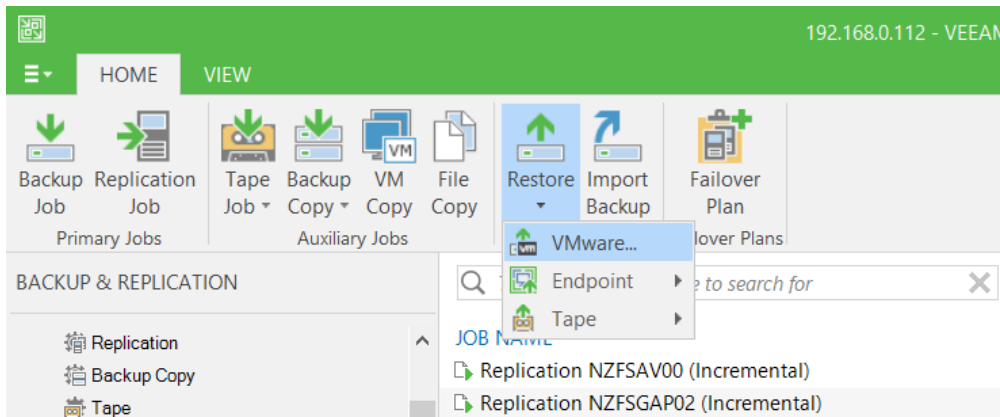 192.168.0.112 - VEEAM
HOME VIEW
Backup Job
Replication Job
Tape Job
Backup Copy
VM Copy
File Copy
Restore
Import Backup
Failover Plan
VM
Primary Jobs
Auxiliary Jobs
lover Plans
VMware...
Endpoint
Tape
BACKUP & REPLICATION
e to search for
JOB NAME
Replication
Backup Copy
Tape
Replication NZFSAV00 (Incremental)
Replication NZFSGAP02 (Incremental)